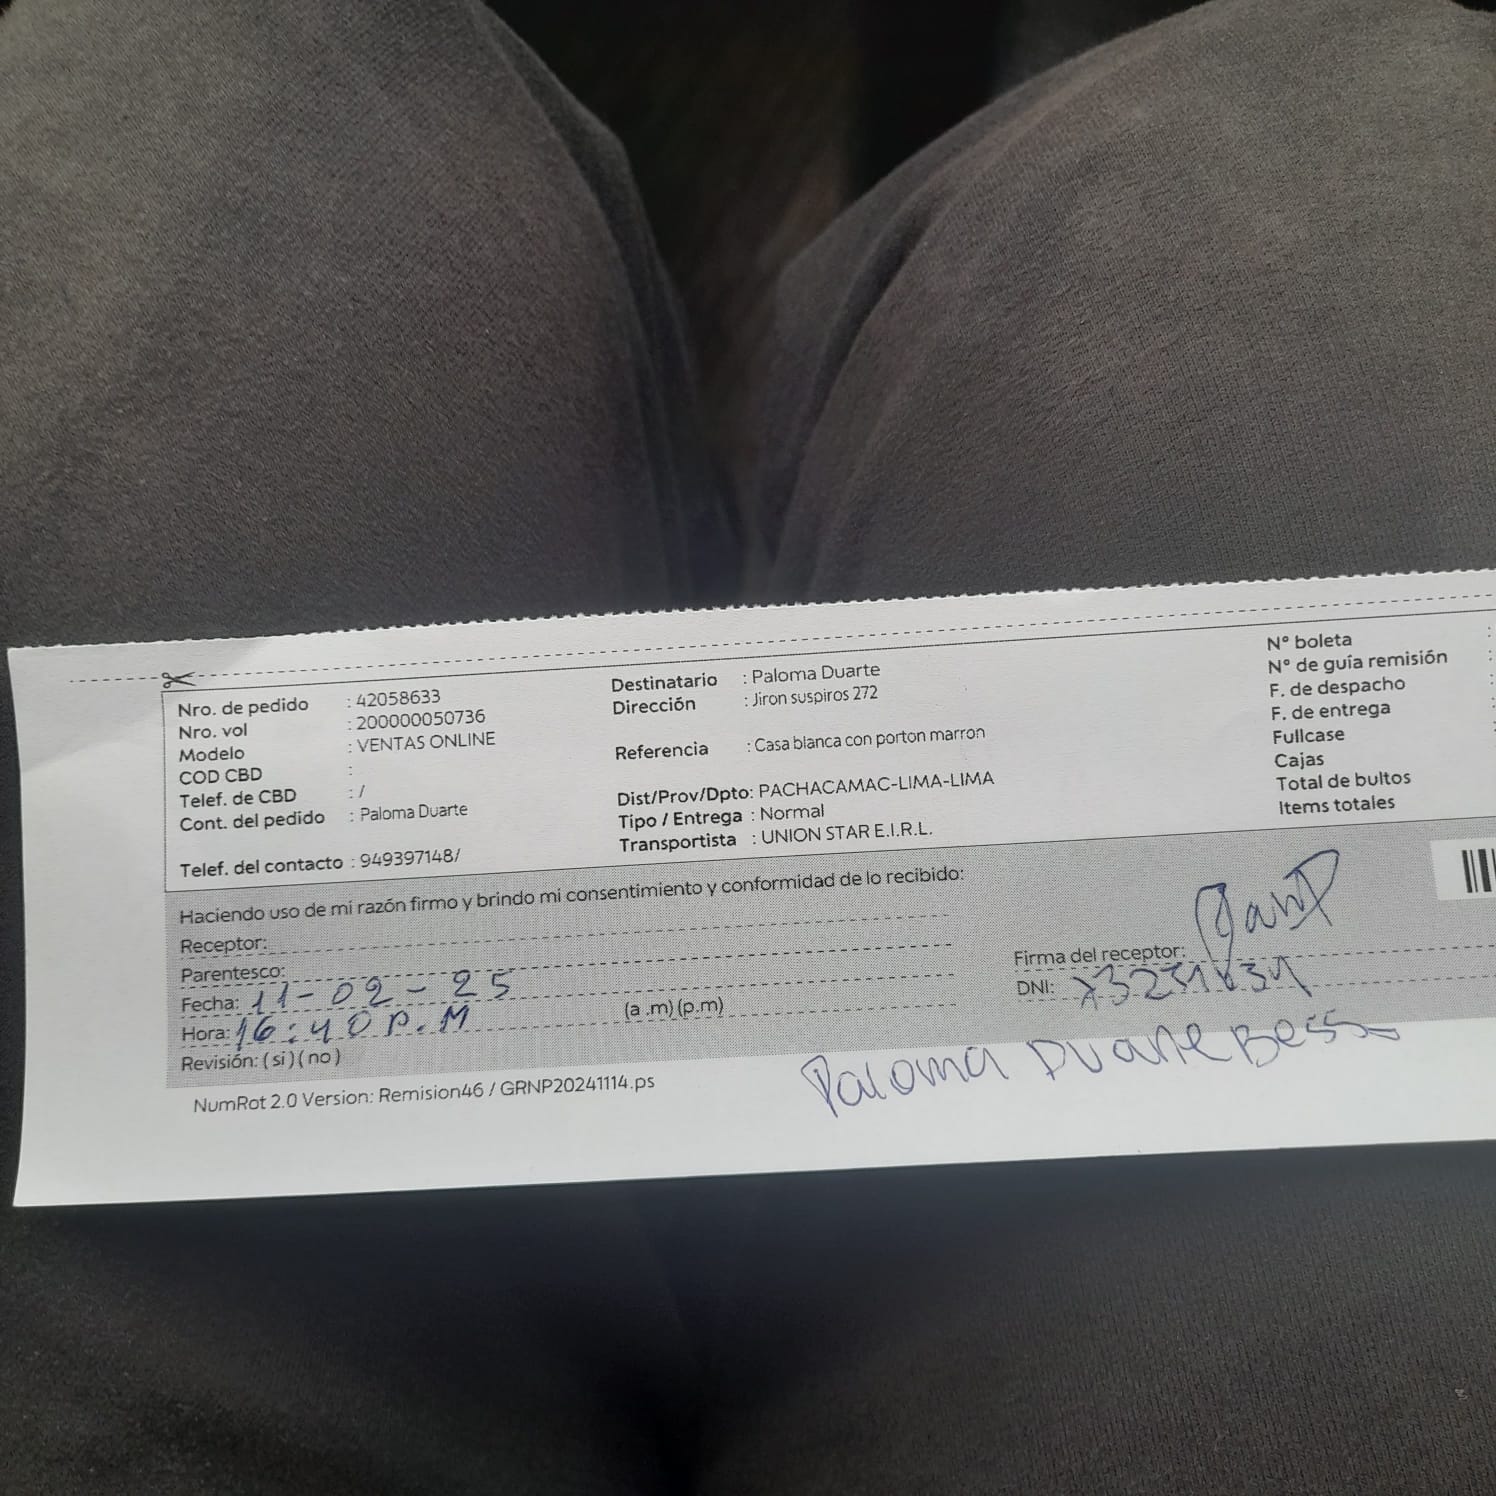 Nro. de pedido : 42058633
Nro. vol : 200000050736
Modelo : VENTAS ONLINE
COD CBD :
Telef. de CBD : /
Cont. del pedido : Paloma Duarte
Telef. del contacto : 949397148/
Destinatario : Paloma Duarte
Dirección : Jiron suspiros 272
Referencia : Casa blanca con porton marron
Dist/Prov/Dpto: PACHACAMAC-LIMA-LIMA
Tipo / Entrega : Normal
Transportista : UNION STAR E.I.R.L.
N° boleta :
N° de guía remisión :
F. de despacho
F. de entrega :
Fullcase
Cajas
Total de bultos
Items totales
Haciendo uso de mi razón firmo y brindo mi consentimiento y conformidad de lo recibido:
Receptor:
Parentesco:
Fecha: 11-02-25
Hora: 16:40 P.M (a .m) (p.m)
Revisión: ( si ) ( no )
Firma del receptor:
DNI:
Paloma Duarte
NumRot 2.0 Version: Remision46 / GRNP20241114.ps